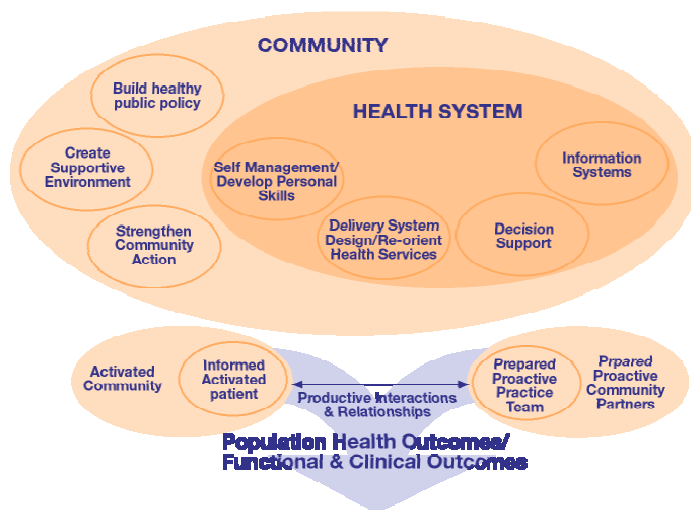 COMMUNITY
Build healthy
public policy
HEALTH SYSTEM
Create
Supportive
Environment
Self Management/
Develop Personal
Skills
Information
Systems
Strengthen
Community
Action
Delivery System
Design/Re-orient
Health Services
Decision
Support
Activated
Community
Informed
Activated
patient
Productive Interactions
& Relationships
Prepared
Proactive
Practice
Team
Prpared
Proactive
Community
Partners
Population Health Outcomes/
Functional & Clinical Outcomes